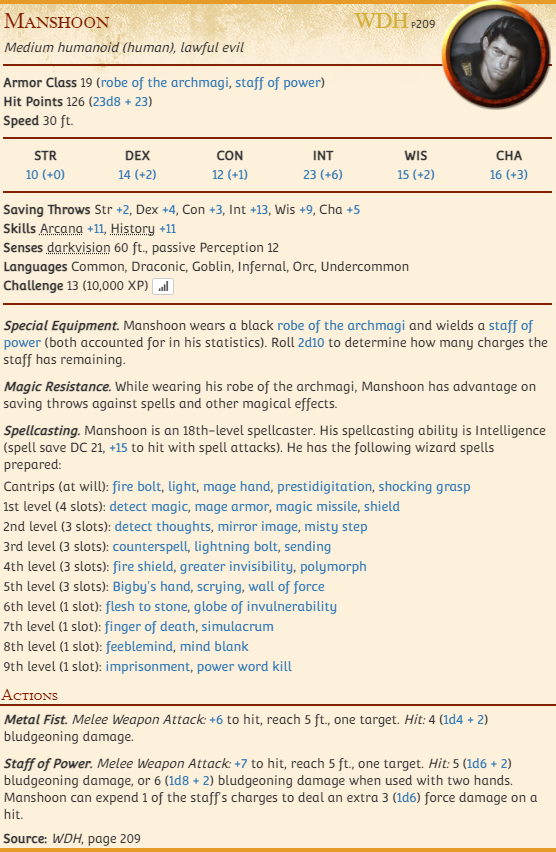 Manshoon WDH P209
Medium humanoid (human), lawful evil
Armor Class 19 (robe of the archmagi, staff of power)
Hit Points 126 (23d8 + 23)
Speed 30 ft.
STR DEX CON INT WIS CHA
10 (+0) 14 (+2) 12 (+1) 23 (+6) 15 (+2) 16 (+3)
Saving Throws Str +2, Dex +4, Con +3, Int +13, Wis +9, Cha +5
Skills Arcana +11, History +11
Senses darkvision 60 ft., passive Perception 12
Languages Common, Draconic, Goblin, Infernal, Orc, Undercommon
Challenge 13 (10,000 XP)
Special Equipment. Manshoon wears a black robe of the archmagi and wields a staff of
power (both accounted for in his statistics). Roll 2d10 to determine how many charges the
staff has remaining.
Magic Resistance. While wearing his robe of the archmagi, Manshoon has advantage on
saving throws against spells and other magical effects.
Spellcasting. Manshoon is an 18th-level spellcaster. His spellcasting ability is Intelligence
(spell save DC 21, +15 to hit with spell attacks). He has the following wizard spells
prepared:
Cantrips (at will): fire bolt, light, mage hand, prestidigitation, shocking grasp
1st level (4 slots): detect magic, mage armor, magic missile, shield
2nd level (3 slots): detect thoughts, mirror image, misty step
3rd level (3 slots): counterspell, lightning bolt, sending
4th level (3 slots): fire shield, greater invisibility, polymorph
5th level (3 slots): Bigby's hand, scrying, wall of force
6th level (1 slot): flesh to stone, globe of invulnerability
7th level (1 slot): finger of death, simulacrum
8th level (1 slot): feeblemind, mind blank
9th level (1 slot): imprisonment, power word kill
Actions
Metal Fist. Melee Weapon Attack: +6 to hit, reach 5 ft., one target. Hit: 4 (1d4 + 2)
bludgeoning damage.
Staff of Power. Melee Weapon Attack: +7 to hit, reach 5 ft., one target. Hit: 5 (1d6 + 2)
bludgeoning damage, or 6 (1d8 + 2) bludgeoning damage when used with two hands.
Manshoon can expend 1 of the staff's charges to deal an extra 3 (1d6) force damage on a
hit.
Source: WDH, page 209